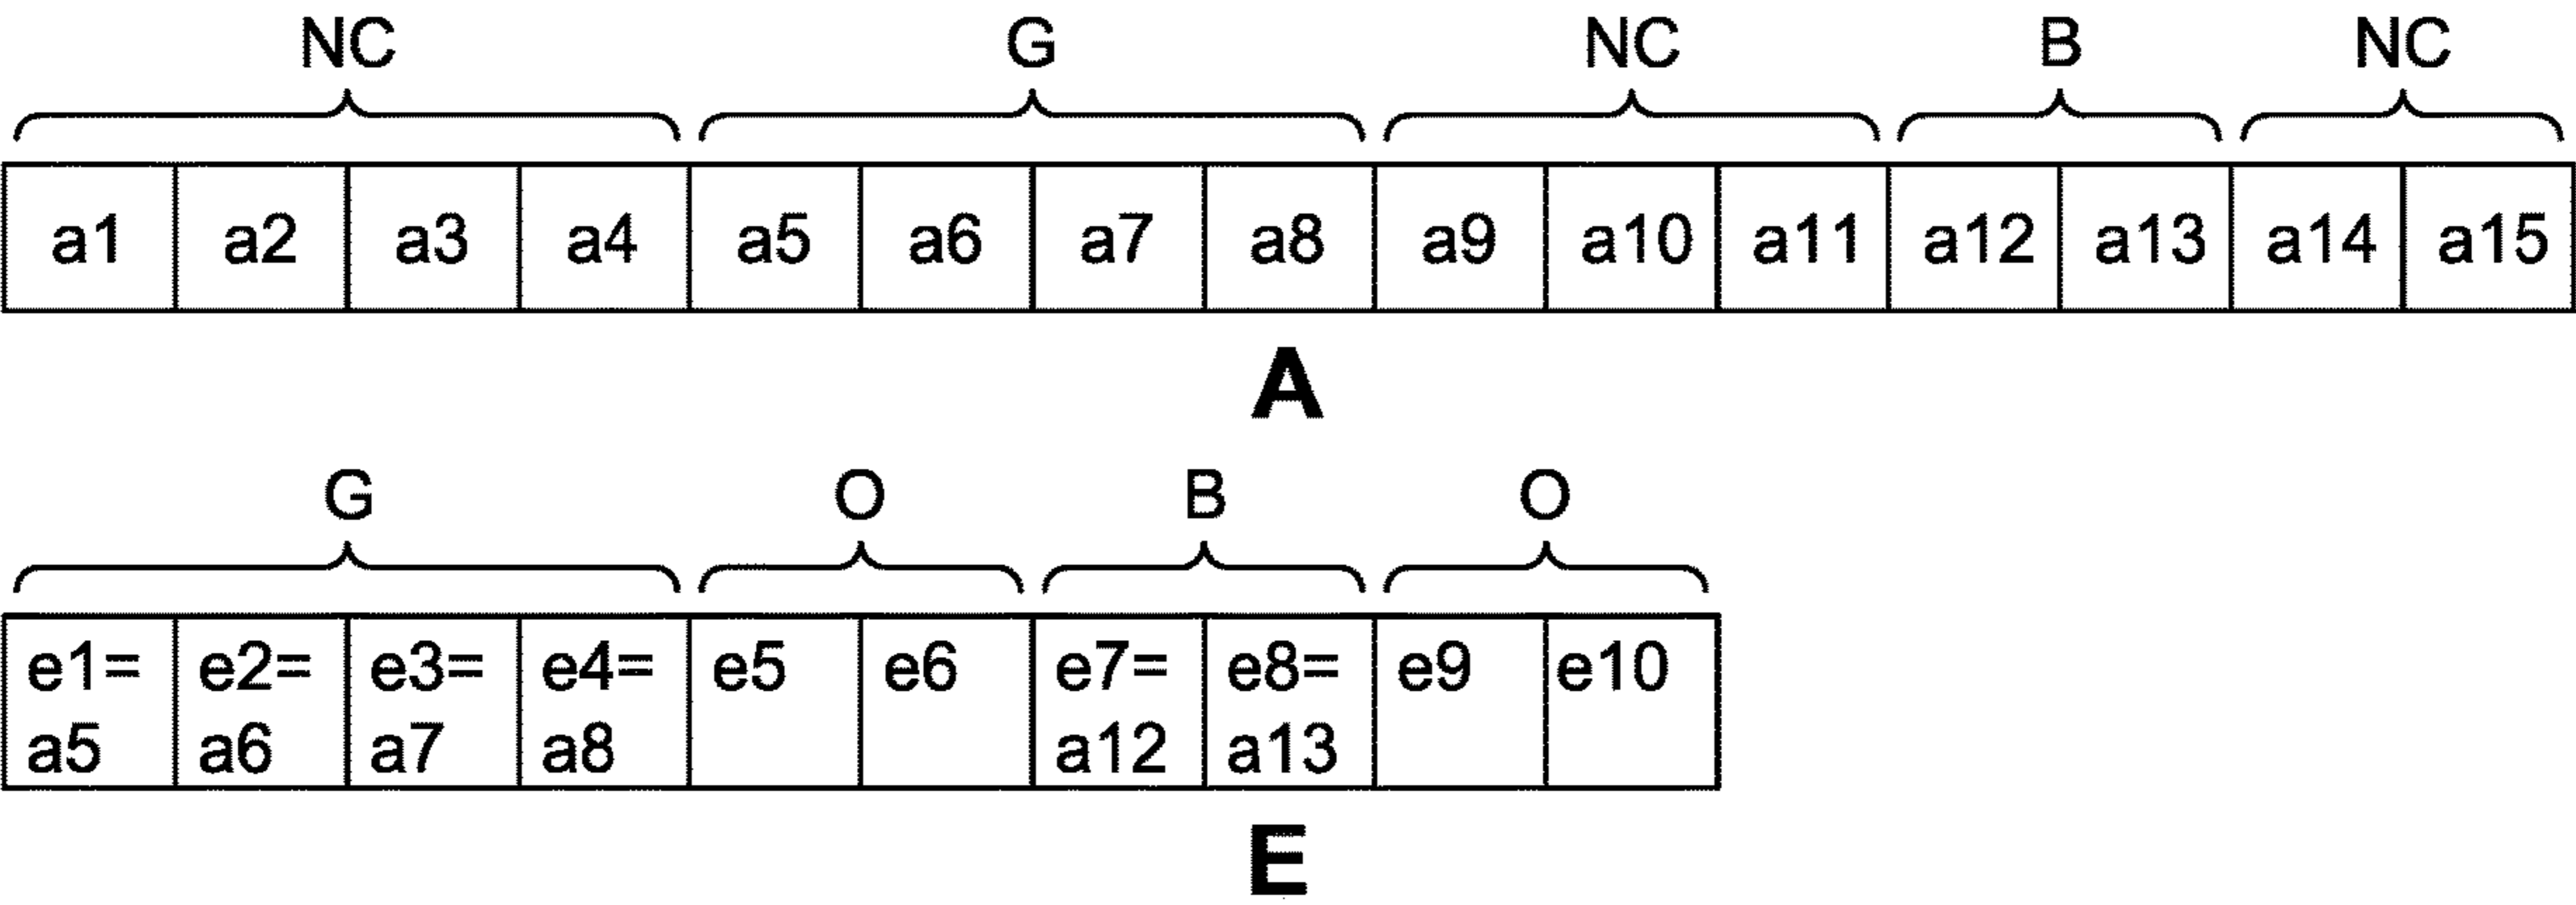 NC G NC B NC
a1 a2 a3 a4 a5 a6 a7 a8 a9 a10 a11 a12 a13 a14 a15
A
G O B O
e1= e2= e3= e4= e5 e6 e7= e8= e9 e10
a5 a6 a7 a8 a12 a13
E